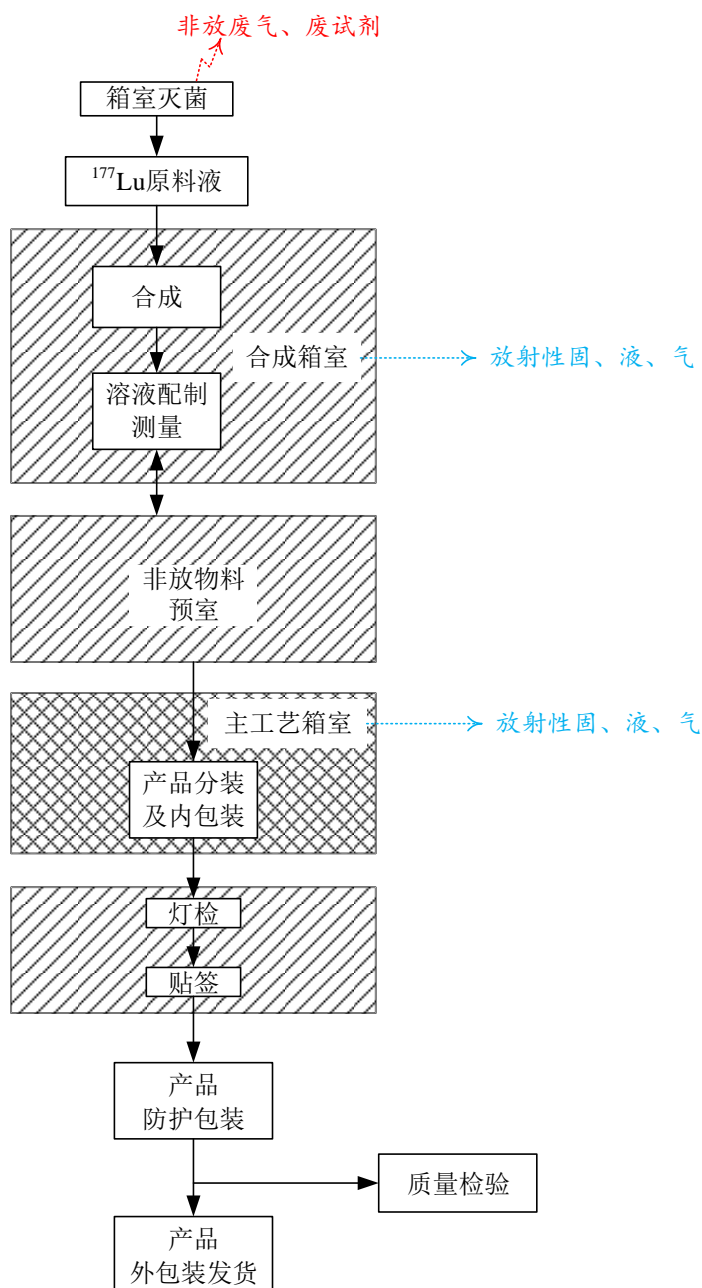 非放废气、废试剂
箱室灭菌
¹⁷⁷Lu原料液
合成
合成箱室
放射性固、液、气
溶液配制
测量
非放物料
预室
主工艺箱室
放射性固、液、气
产品分装
及内包装
灯检
贴签
产品
防护包装
质量检验
产品
外包装发货